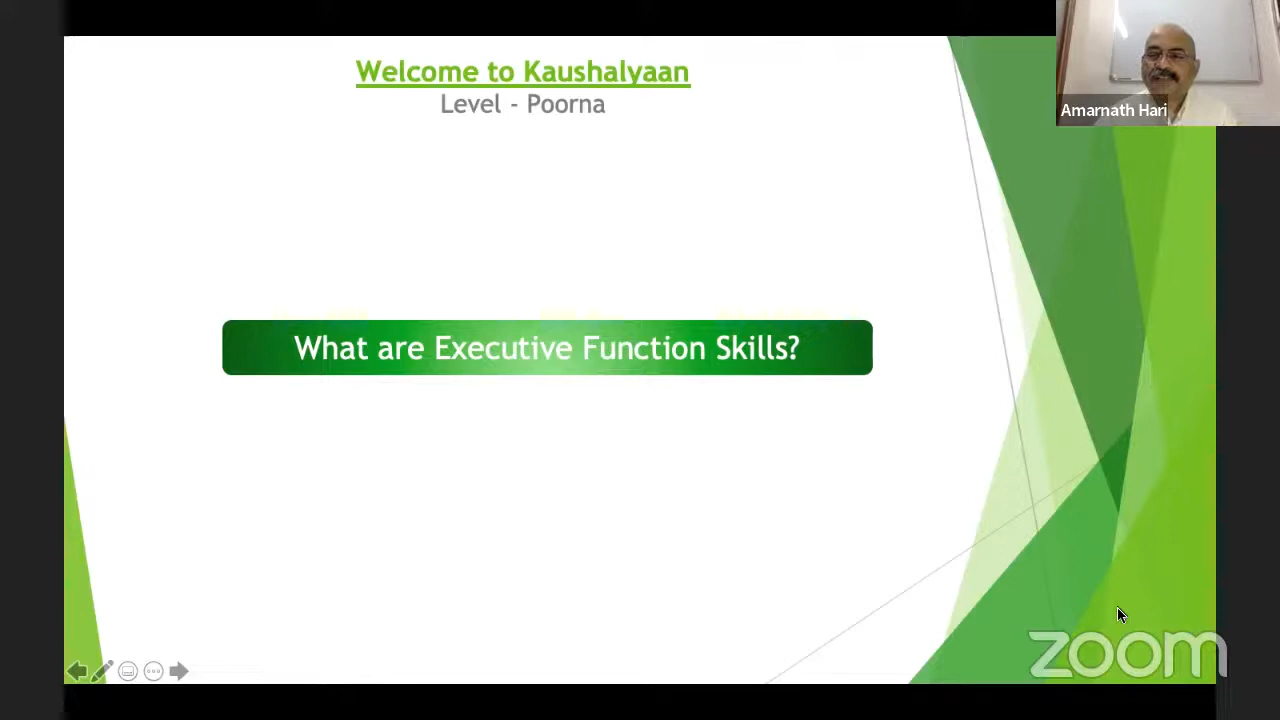 Welcome to Kaushalyaan
Level - Poorna
Amarnath Hari
What are Executive Function Skills?
zoom